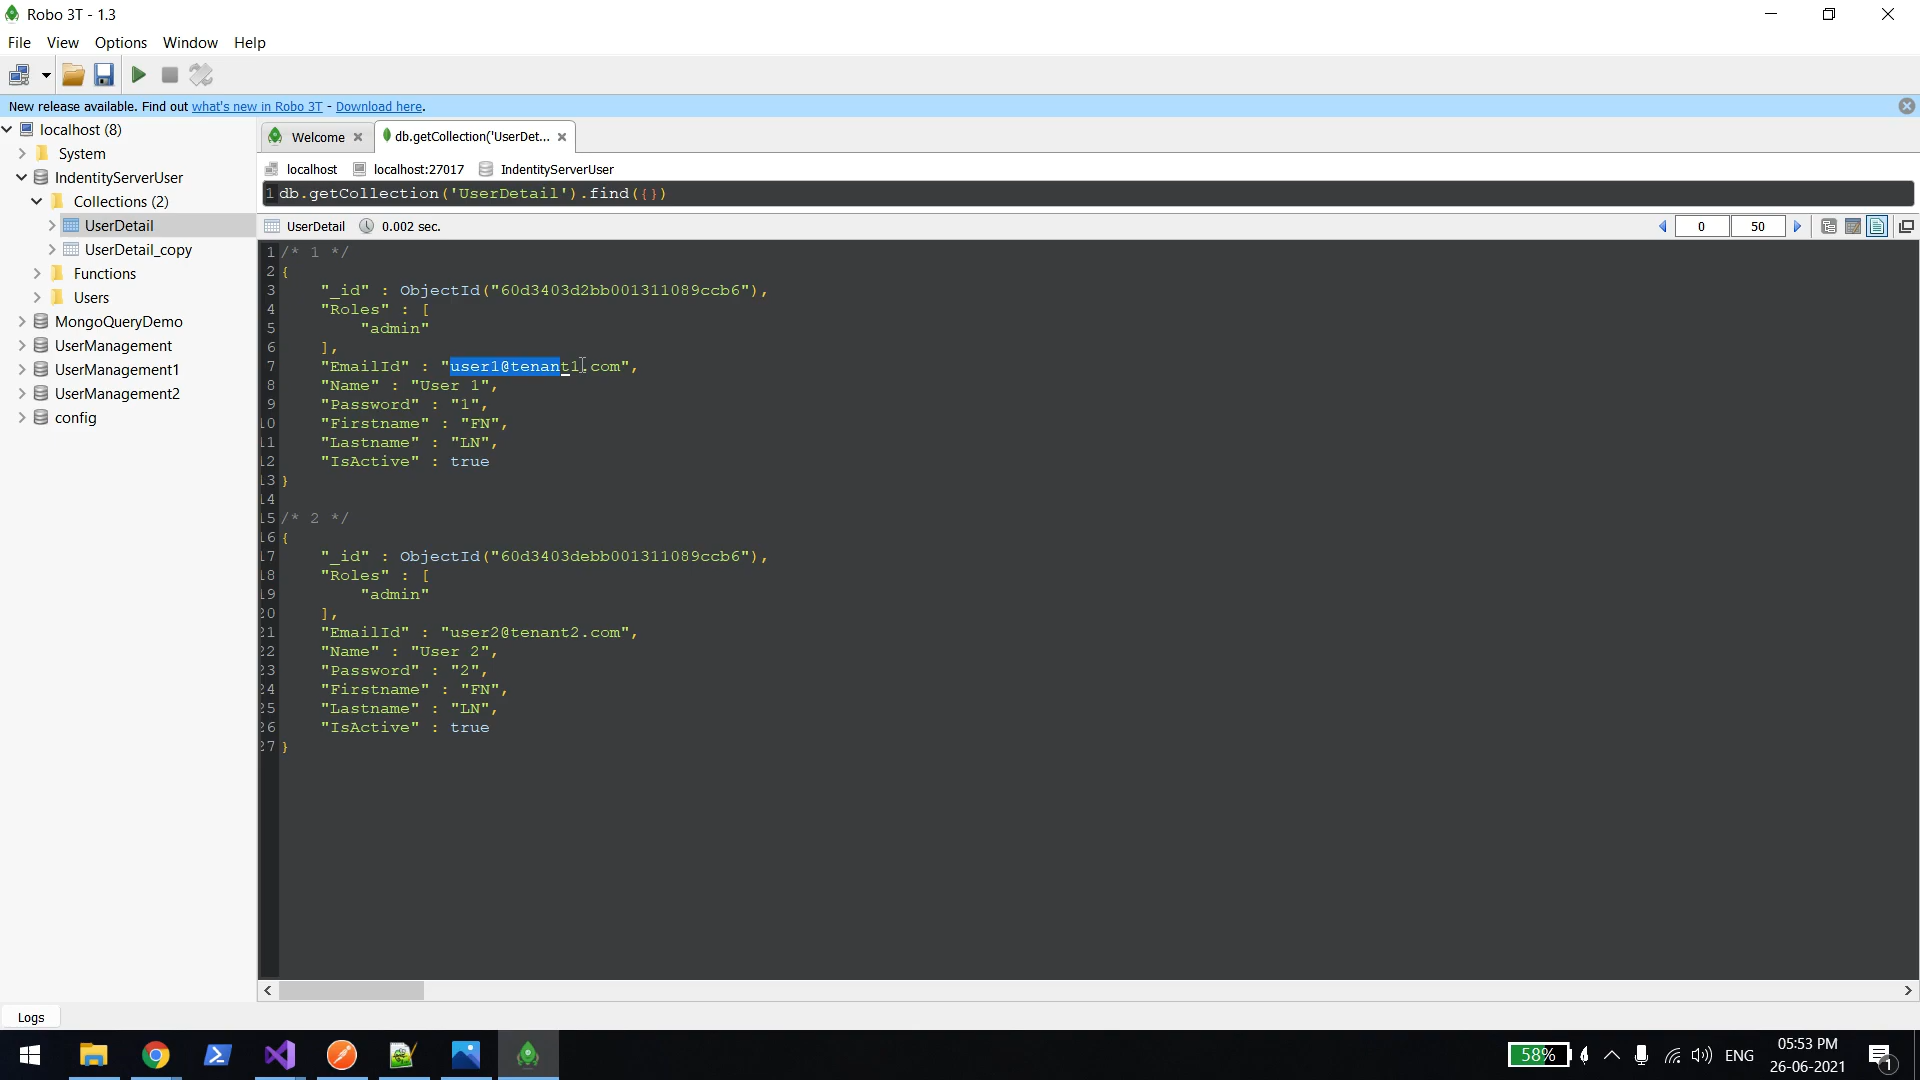 Robo 3T - 1.3
File View Options Window Help
New release available. Find out what's new in Robo 3T - Download here.
localhost (8)
System
IndentityServerUser
Collections (2)
UserDetail
UserDetail_copy
Functions
Users
MongoQueryDemo
UserManagement
UserManagement1
UserManagement2
config
Welcome db.getCollection('UserDet...
localhost localhost:27017 IndentityServerUser
1 db.getCollection('UserDetail').find({})
UserDetail 0.002 sec. 0 50
1 /* 1 */
2 {
3 "_id" : ObjectId("60d3403d2bb001311089ccb6"),
4 "Roles" : [
5 "admin"
6 ],
7 "EmailId" : "user1@tenant1.com",
8 "Name" : "User 1",
9 "Password" : "1",
10 "Firstname" : "FN",
11 "Lastname" : "LN",
12 "IsActive" : true
13 }
14
15 /* 2 */
16 {
17 "_id" : ObjectId("60d3403debb001311089ccb6"),
18 "Roles" : [
19 "admin"
20 ],
21 "EmailId" : "user2@tenant2.com",
22 "Name" : "User 2",
23 "Password" : "2",
24 "Firstname" : "FN",
25 "Lastname" : "LN",
26 "IsActive" : true
27 }
Logs
58% ENG 05:53 PM
26-06-2021 1